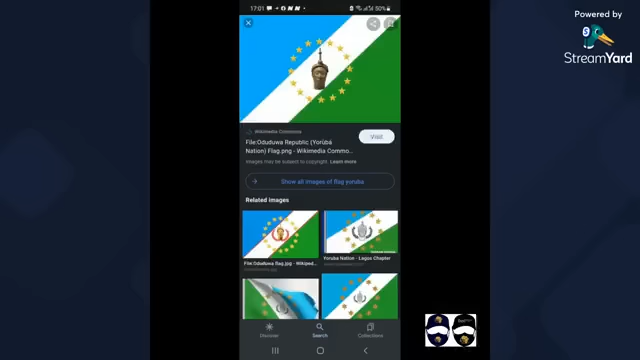 17:01
50%
Powered by
StreamYard
Wikimedia Commons
File:Oduduwa Republic (Yorùbá
Nation) Flag.png - Wikimedia Commo...
Visit
Images may be subject to copyright. Learn more
Show all images of flag yoruba
Related images
File:Oduduwa flag.jpg - Wikiped...
Yoruba Nation - Lagos Chapter
Discover
Search
Collections